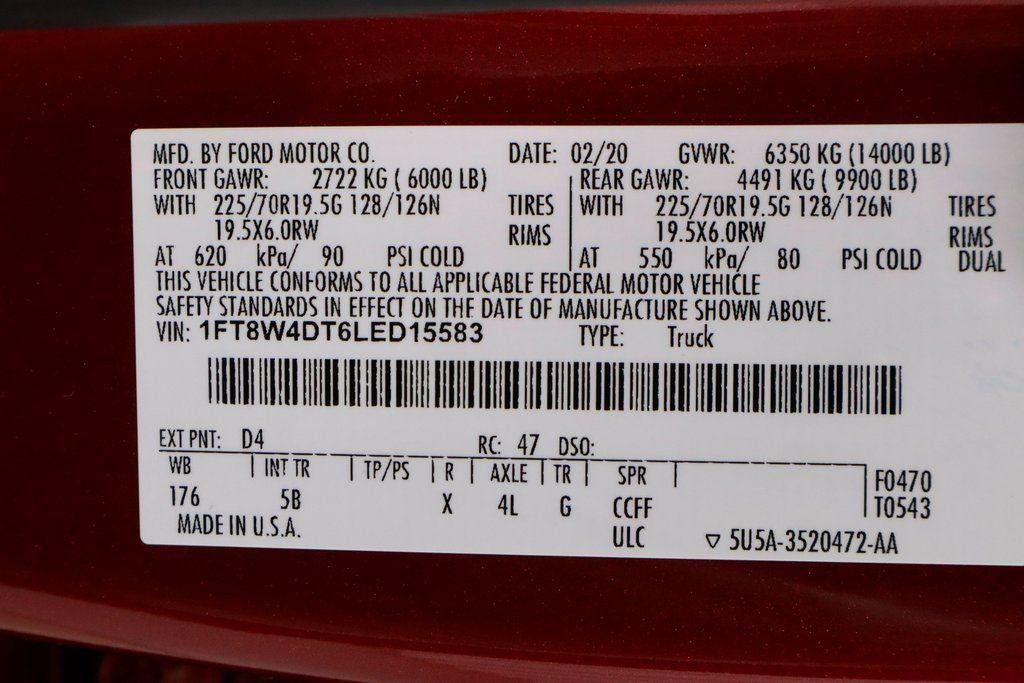 MFD. BY FORD MOTOR CO. DATE: 02/20 GVWR: 6350 KG (14000 LB)
FRONT GAWR: 2722 KG ( 6000 LB) REAR GAWR: 4491 KG ( 9900 LB)
WITH 225/70R19.5G 128/126N TIRES WITH 225/70R19.5G 128/126N TIRES
19.5X6.0RW RIMS 19.5X6.0RW RIMS
AT 620 kPa/ 90 PSI COLD AT 550 kPa/ 80 PSI COLD DUAL
THIS VEHICLE CONFORMS TO ALL APPLICABLE FEDERAL MOTOR VEHICLE
SAFETY STANDARDS IN EFFECT ON THE DATE OF MANUFACTURE SHOWN ABOVE.
VIN: 1FT8W4DT6LED15583 TYPE: Truck
EXT PNT: D4 RC: 47 DSO:
WB INT TR TP/PS R AXLE TR SPR F0470
176 5B X 4L G CCFF T0543
MADE IN U.S.A. ULC ▽ 5U5A-3520472-AA